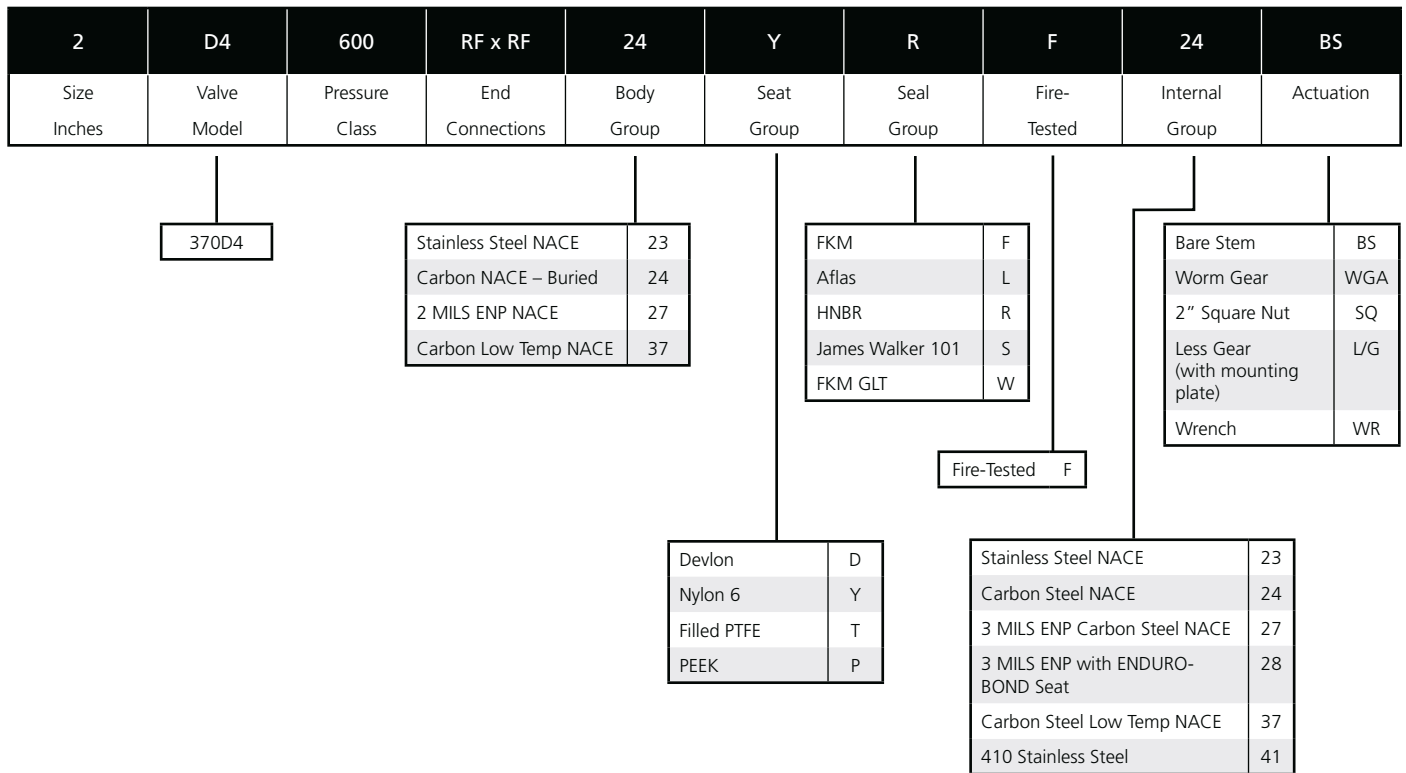 2 D4 600 RF x RF 24 Y R F 24 BS
Size Valve Pressure End Body Seat Seal Fire- Internal Actuation
Inches Model Class Connections Group Group Group Tested Group
370D4
Stainless Steel NACE 23
Carbon NACE – Buried 24
2 MILS ENP NACE 27
Carbon Low Temp NACE 37
FKM F
Aflas L
HNBR R
James Walker 101 S
FKM GLT W
Bare Stem BS
Worm Gear WGA
2” Square Nut SQ
Less Gear L/G
(with mounting
plate)
Wrench WR
Fire-Tested F
Devlon D
Nylon 6 Y
Filled PTFE T
PEEK P
Stainless Steel NACE 23
Carbon Steel NACE 24
3 MILS ENP Carbon Steel NACE 27
3 MILS ENP with ENDURO- 28
BOND Seat
Carbon Steel Low Temp NACE 37
410 Stainless Steel 41